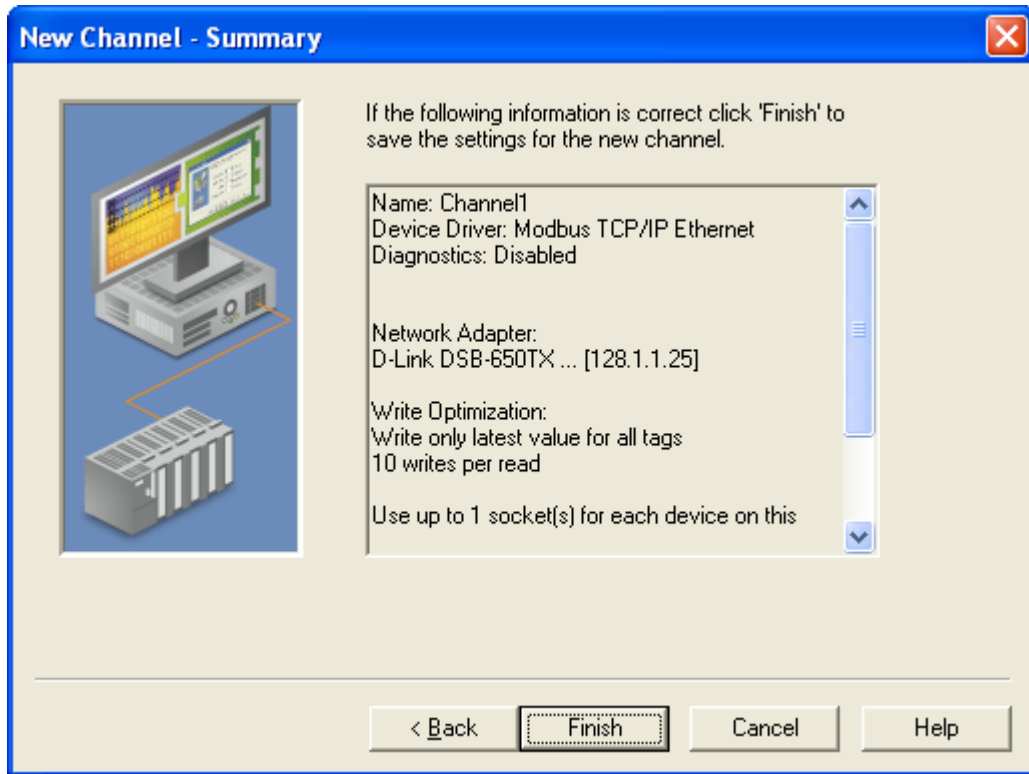 New Channel - Summary
If the following information is correct click 'Finish' to
save the settings for the new channel.
Name: Channel1
Device Driver: Modbus TCP/IP Ethernet
Diagnostics: Disabled
Network Adapter:
D-Link DSB-650TX ... [128.1.1.25]
Write Optimization:
Write only latest value for all tags
10 writes per read
Use up to 1 socket(s) for each device on this
< Back
Finish
Cancel
Help